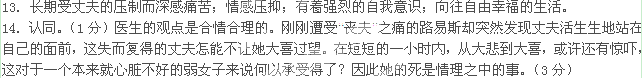 13. 长期受丈夫的压制而深感痛苦；情感压抑；有着强烈的自我意识；向往自由幸福的生活。
14. 认同。（1 分）医生的观点是合情合理的。刚刚遭受“丧夫”之痛的路易斯却突然发现丈夫活生生地站在
自己的面前，这失而复得的丈夫怎能不让她大喜过望。在短短的一小时内，从大悲到大喜，或许还有惊吓，
这对于一个本来就心脏不好的弱女子来说何以承受得了？因此她的死是情理之中的事。（3 分）